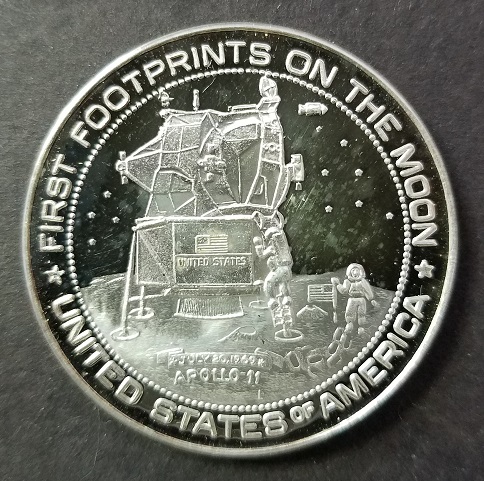 FIRST FOOTPRINTS ON THE MOON
UNITED STATES
JULY 20, 1969
APOLLO 11
UNITED STATES OF AMERICA